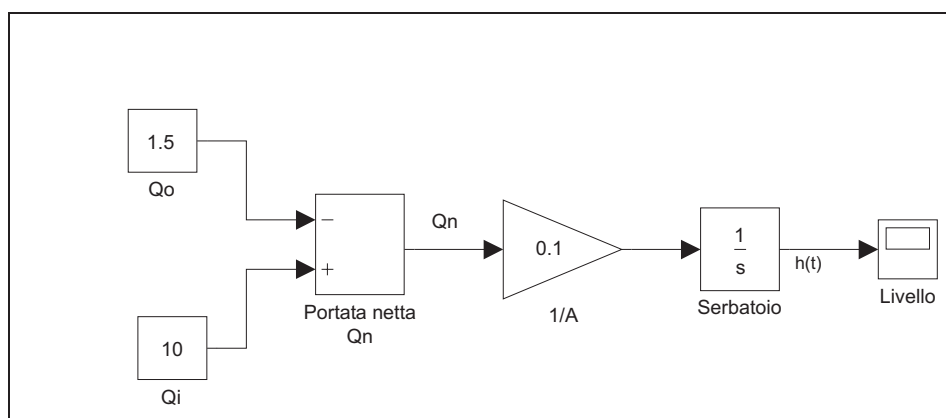 1.5
Qo
−
+
Portata netta
Qn
10
Qi
Qn
0.1
1/A
1
s
Serbatoio
h(t)
Livello